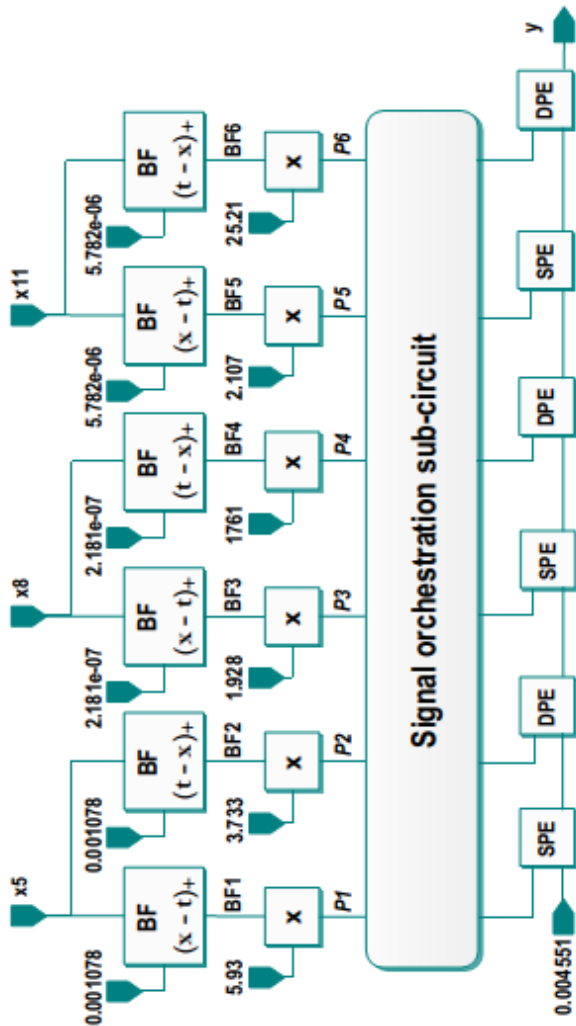 x5 x8 x11
0.001078 0.001078 2.181e-07 2.181e-07 5.782e-06 5.782e-06
BF BF BF BF BF BF
(x − t)+ (t − x)+ (x − t)+ (t − x)+ (x − t)+ (t − x)+
BF1 BF2 BF3 BF4 BF5 BF6
5.93 3.733 1.928 1761 2.107 25.21
X X X X X X
P1 P2 P3 P4 P5 P6
Signal orchestration sub-circuit
SPE DPE SPE DPE SPE DPE
0.004551 y